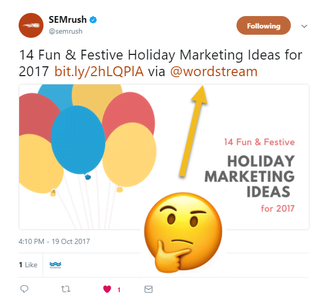 SEMrush
@semrush
Following
14 Fun & Festive Holiday Marketing Ideas for
2017 bit.ly/2hLQPlA via @wordstream
14 Fun & Festive
HOLIDAY
MARKETING
IDEAS
for 2017
4:10 PM - 19 Oct 2017
1 Like
1